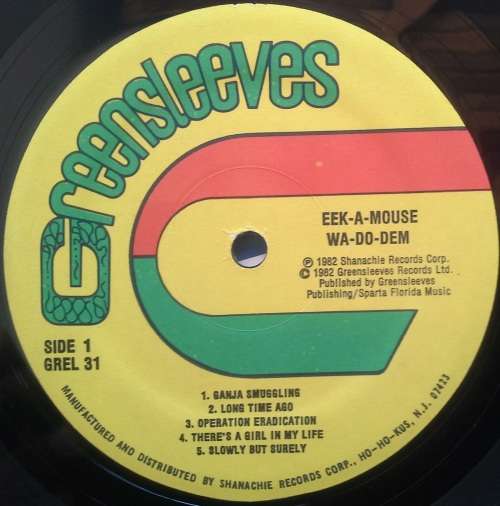 Greensleeves
EEK-A-MOUSE
WA-DO-DEM
℗ 1982 Shanachie Records Corp.
© 1982 Greensleeves Records Ltd.
Published by Greensleeves
Publishing/Sparta Florida Music
SIDE 1
GREL 31
1. GANJA SMUGGLING
2. LONG TIME AGO
3. OPERATION ERADICATION
4. THERE'S A GIRL IN MY LIFE
5. SLOWLY BUT SURELY
MANUFACTURED AND DISTRIBUTED BY SHANACHIE RECORDS CORP., HO-HO-KUS, N.J. 07433